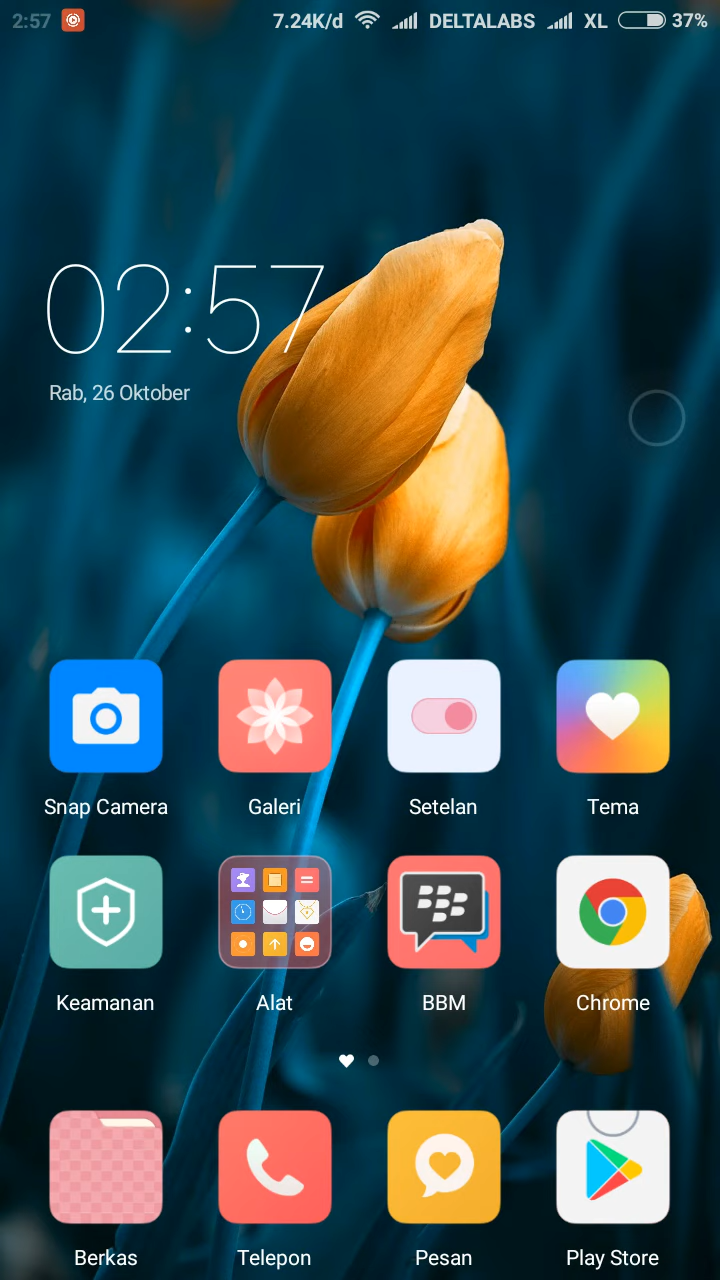 2:57 7.24K/d DELTALABS XL 37%
02:57
Rab, 26 Oktober
Snap Camera Galeri Setelan Tema
Keamanan Alat BBM Chrome
Berkas Telepon Pesan Play Store